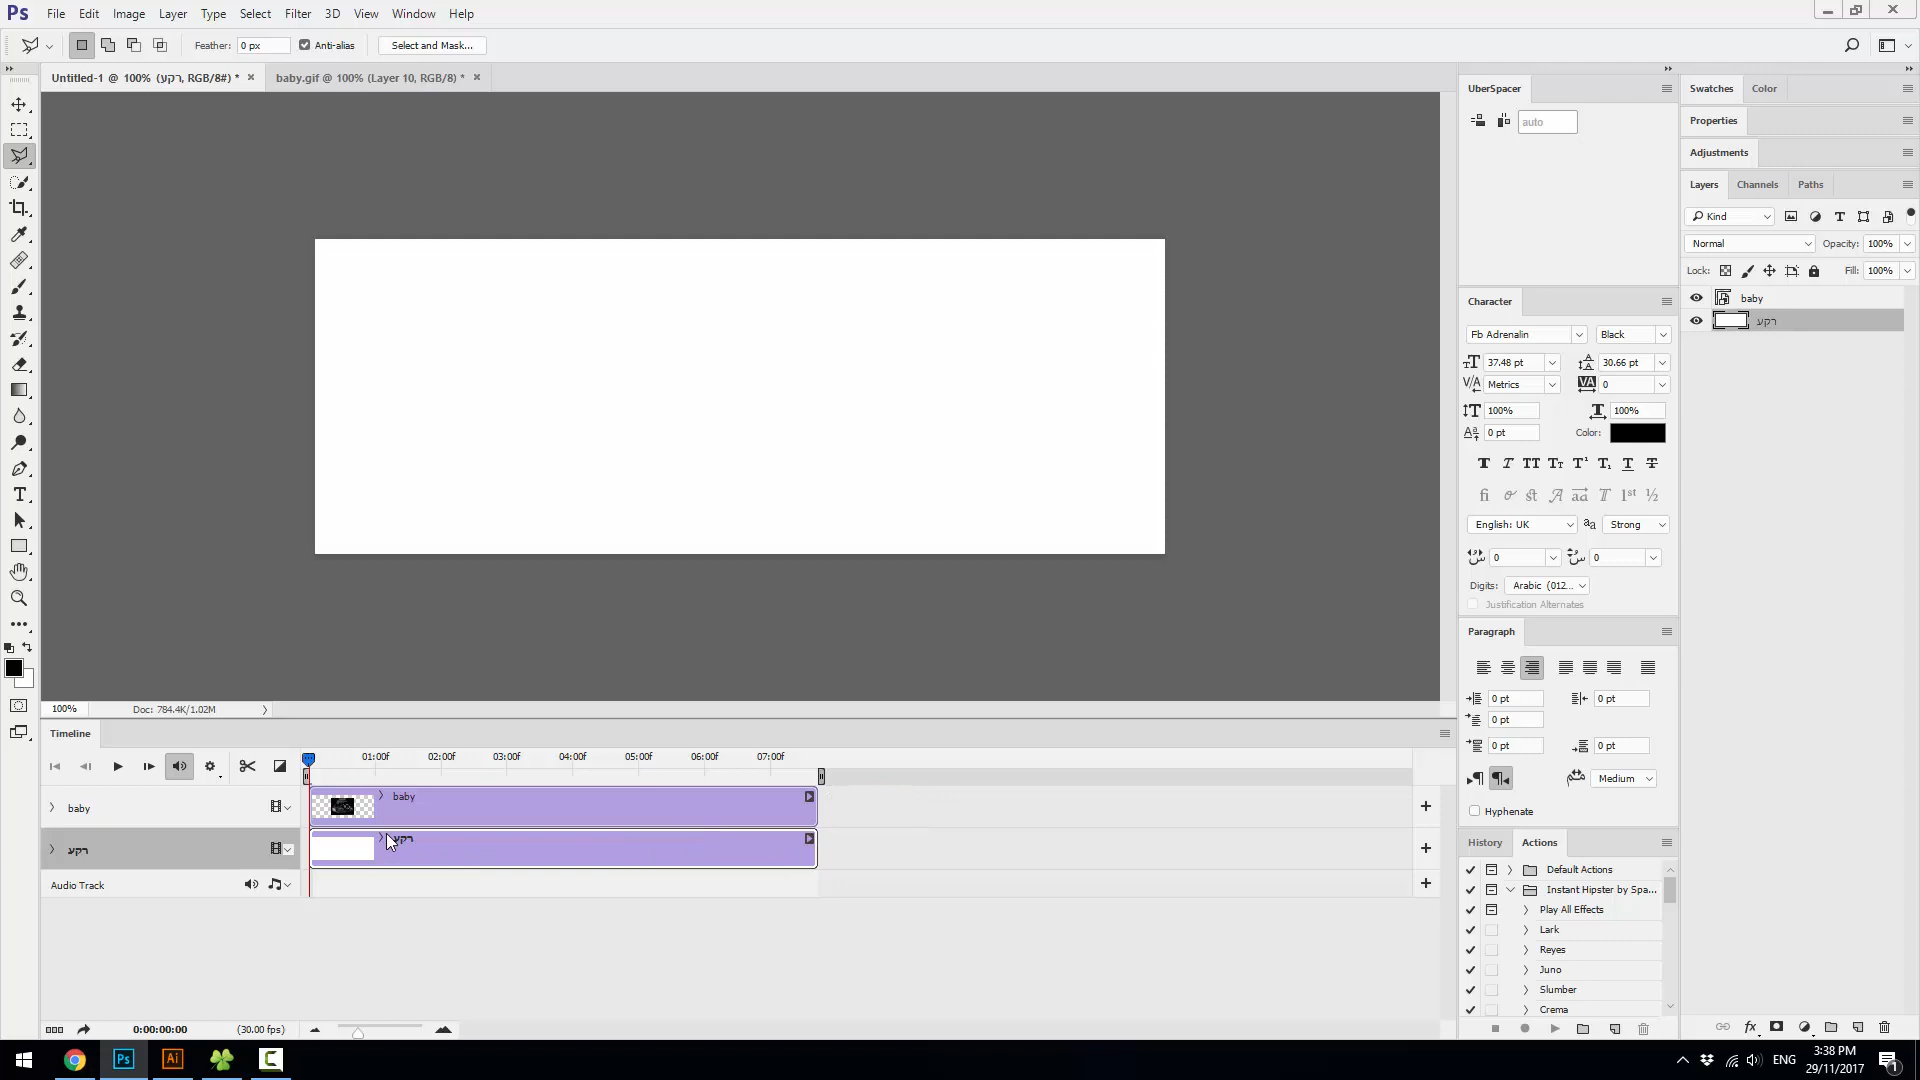 Ps File Edit Image Layer Type Select Filter 3D View Window Help
Feather: 0 px Anti-alias Select and Mask...
Untitled-1 @ 100% (רקע, RGB/8#) * × baby.gif @ 100% (Layer 10, RGB/8) * ×
UberSpacer
auto
Swatches Color
Properties
Adjustments
Layers Channels Paths
Kind
Normal Opacity: 100%
Lock: Fill: 100%
baby
רקע
Character
Fb Adrenalin Black
37.48 pt 30.66 pt
Metrics 0
100% 100%
0 pt Color:
English: UK aa Strong
0 0
Digits: Arabic (012...
Justification Alternates
Paragraph
0 pt 0 pt
0 pt
0 pt 0 pt
Medium
Hyphenate
History Actions
Default Actions
Instant Hipster by Spa...
Play All Effects
Lark
Reyes
Juno
Slumber
Crema
100% Doc: 784.4K/1.02M
Timeline
01:00f 02:00f 03:00f 04:00f 05:00f 06:00f 07:00f
baby baby
רקע רקע
Audio Track
0:00:00:00 (30.00 fps)
Ps Ai C ENG
3:38 PM
29/11/2017
1